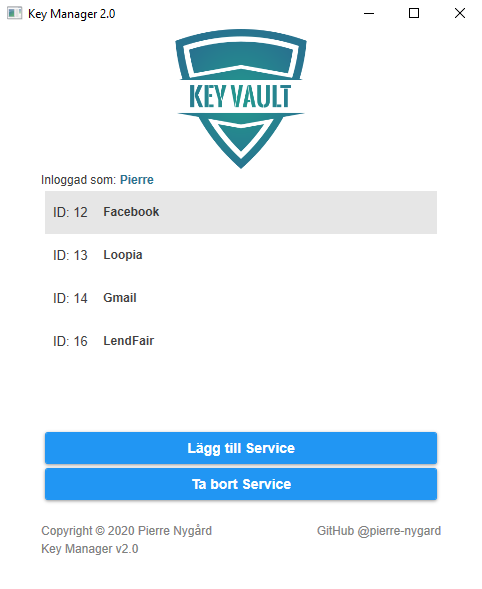 Key Manager 2.0
KEY VAULT
Inloggad som: Pierre
ID: 12 Facebook
ID: 13 Loopia
ID: 14 Gmail
ID: 16 LendFair
Lägg till Service
Ta bort Service
Copyright © 2020 Pierre Nygård GitHub @pierre-nygard
Key Manager v2.0